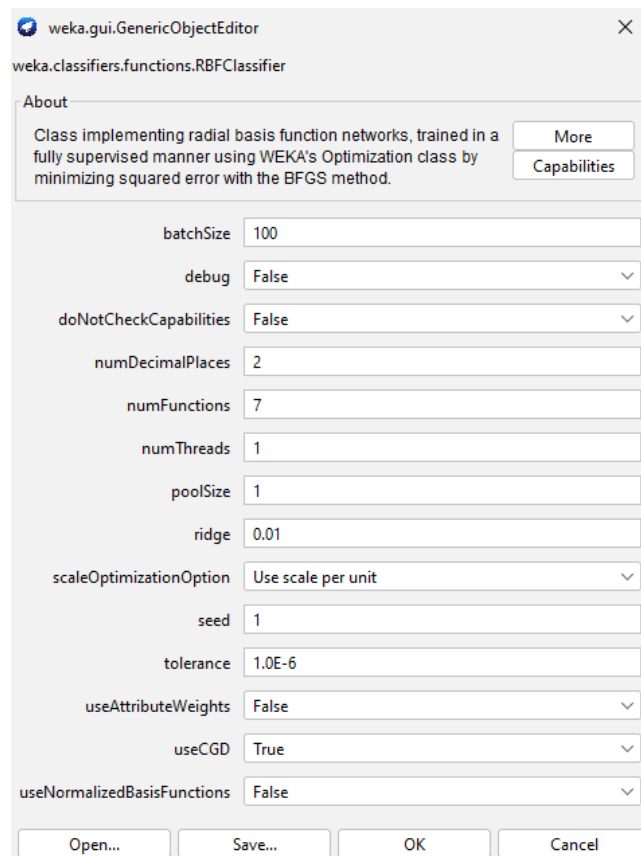 weka.gui.GenericObjectEditor
weka.classifiers.functions.RBFClassifier
About
Class implementing radial basis function networks, trained in a
fully supervised manner using WEKA's Optimization class by
minimizing squared error with the BFGS method.
More
Capabilities
batchSize 100
debug False
doNotCheckCapabilities False
numDecimalPlaces 2
numFunctions 7
numThreads 1
poolSize 1
ridge 0.01
scaleOptimizationOption Use scale per unit
seed 1
tolerance 1.0E-6
useAttributeWeights False
useCGD True
useNormalizedBasisFunctions False
Open... Save... OK Cancel